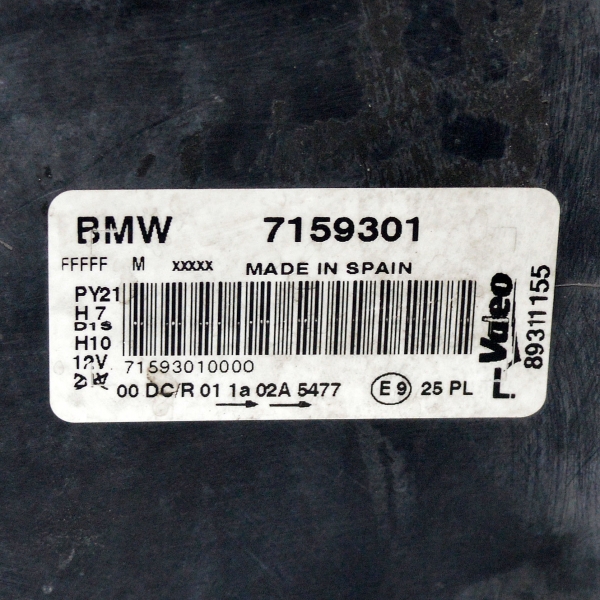 BMW 7159301
FFFFF M xxxxx MADE IN SPAIN
PY21
H 7
D1S
H10
12V
71593010000
00 DC/R 01 1a 02A 5477 E 9 25 PL
Valeo
89311155